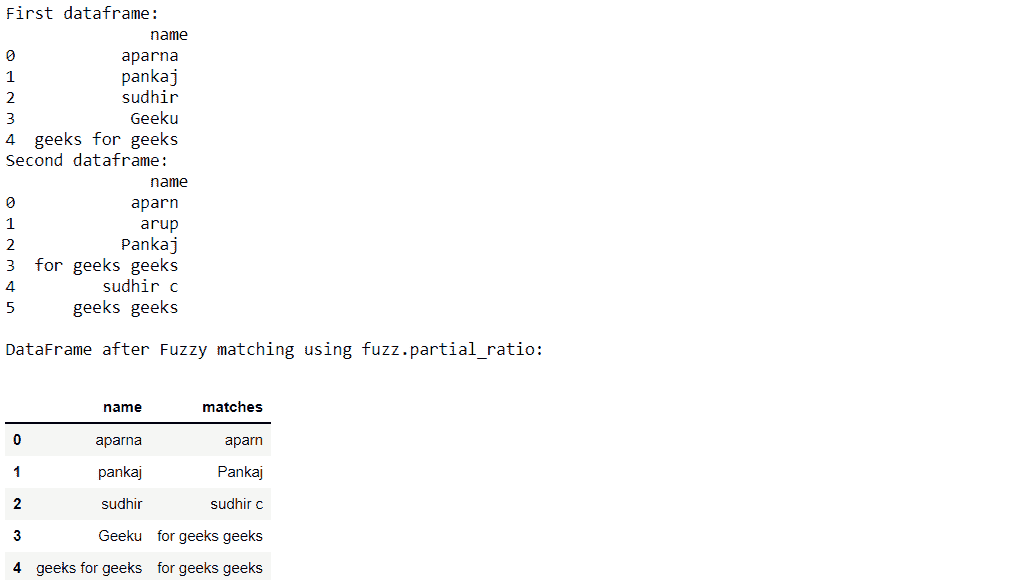 First dataframe:
name
0 aparna
1 pankaj
2 sudhir
3 Geeku
4 geeks for geeks
Second dataframe:
name
0 aparn
1 arup
2 Pankaj
3 for geeks geeks
4 sudhir c
5 geeks geeks
DataFrame after Fuzzy matching using fuzz.partial_ratio:
name matches
0 aparna aparn
1 pankaj Pankaj
2 sudhir sudhir c
3 Geeku for geeks geeks
4 geeks for geeks for geeks geeks